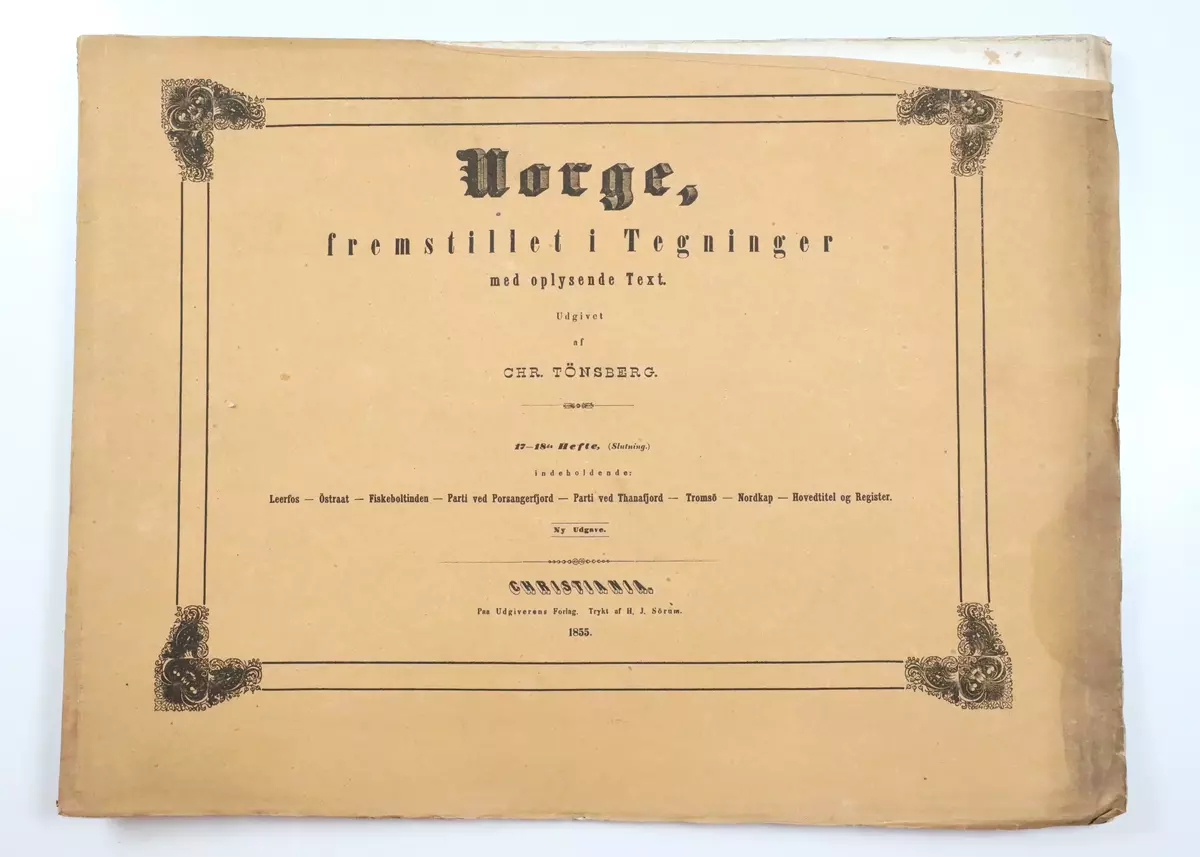 Norge,
fremstillet i Tegninger
med oplysende Text.
Udgivet
af
CHR. TÖNSBERG.
17–18de Hefte, (Slutning.)
indeholdende:
Leerfos — Östraat — Fiskeboltinden — Parti ved Porsangerfjord — Parti ved Thanafjord — Tromsö — Nordkap — Hovedtitel og Register.
Ny Udgave.
CHRISTIANIA.
Paa Udgiverens Forlag. Trykt af H. J. Sörum.
1855.